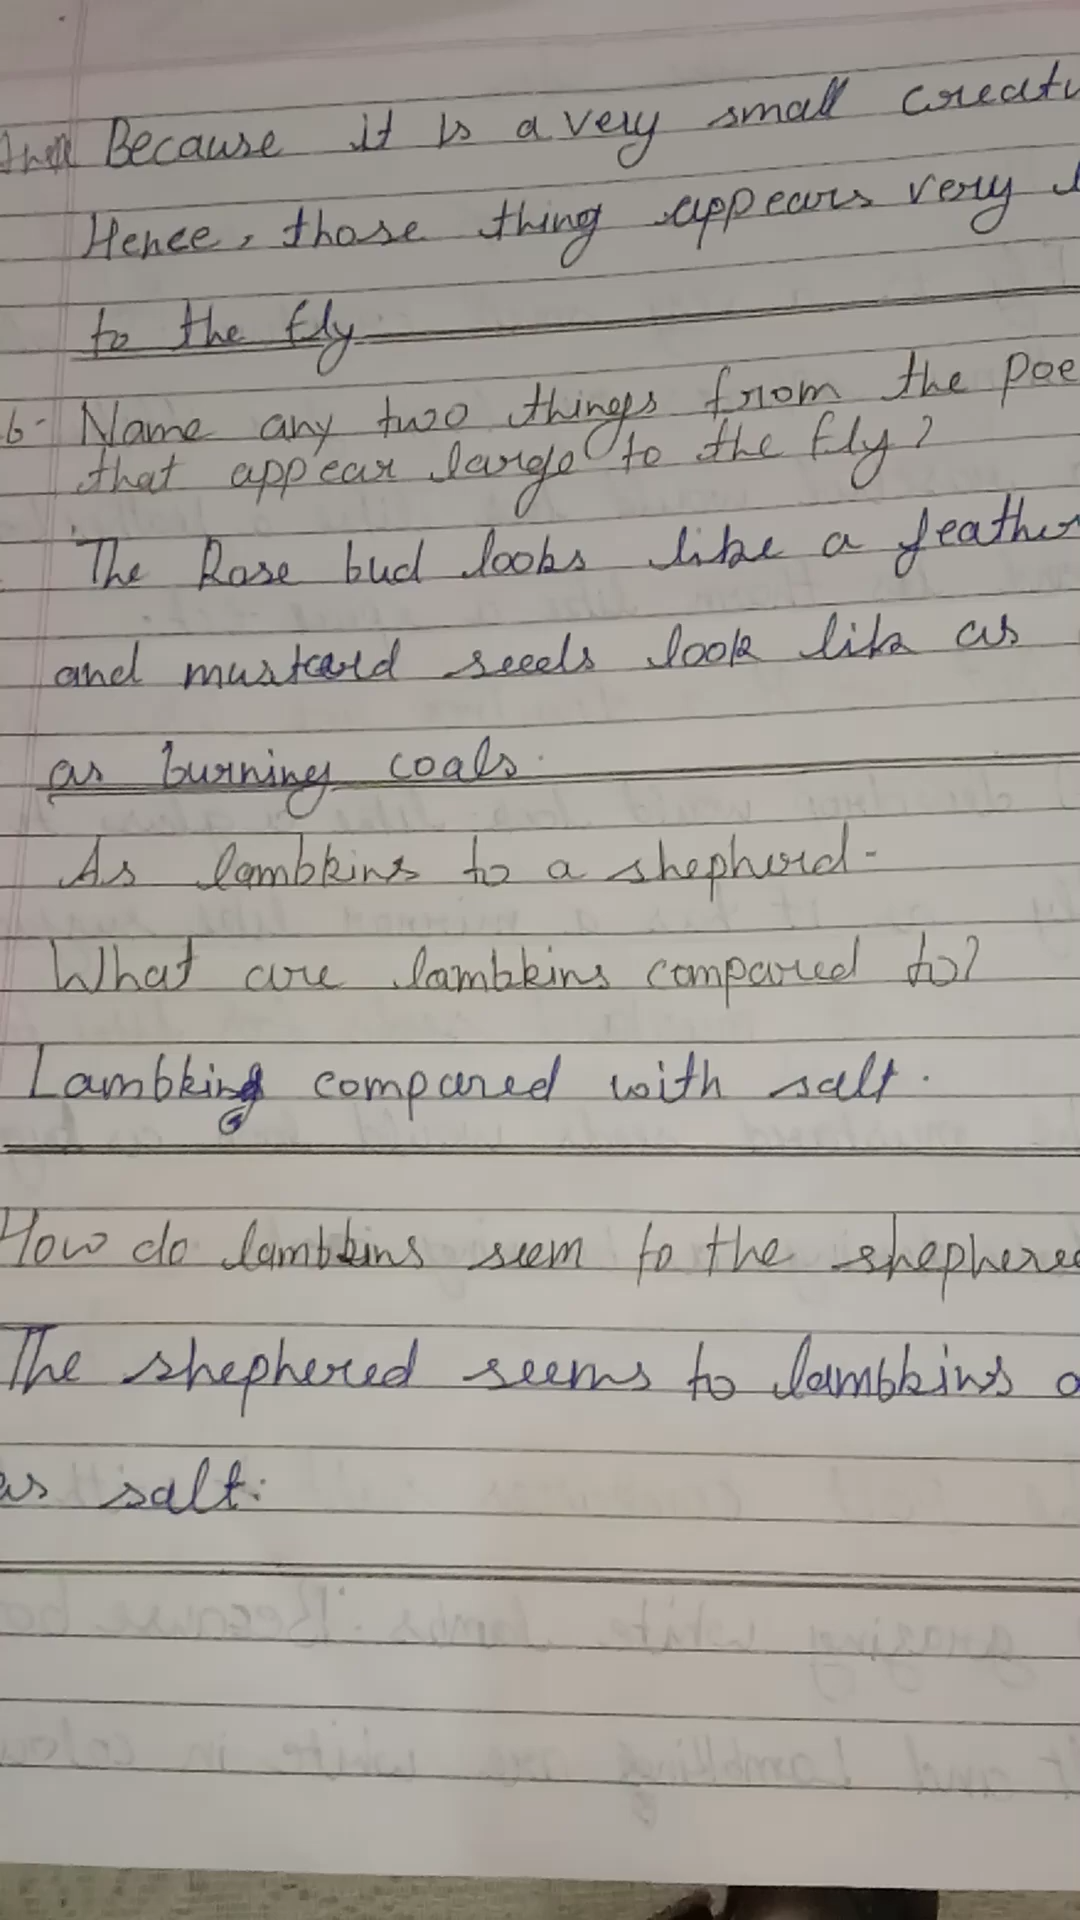 Because it is a very small creatu
Hence, those thing appears very
to the fly
6- Name any two things from the Poe
that appear large to the fly?
The Rose bud looks like a feather
and mustard seeds look like as
as burning coals.
As lambkins to a shepherd-
What are lambkins compared to?
Lambking compared with salt.
How do lambkins seem to the shephere
The shephered seems to lambkins
as salt.